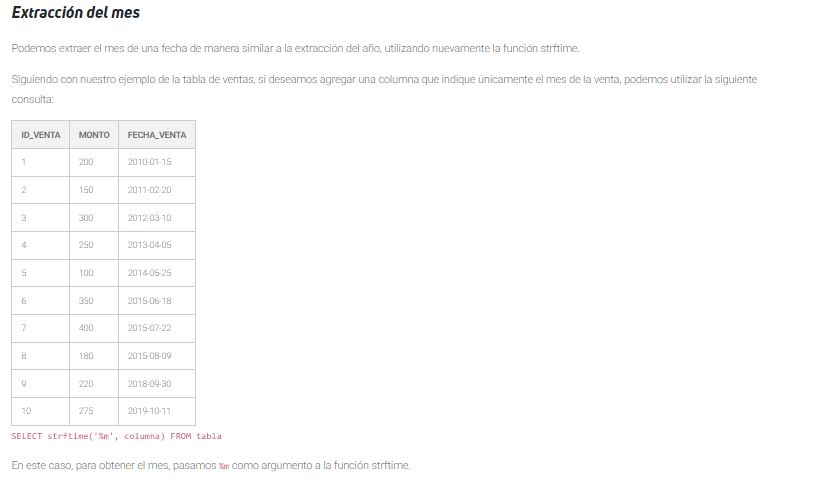 Extracción del mes
Podemos extraer el mes de una fecha de manera similar a la extracción del año, utilizando nuevamente la función strftime.
Siguiendo con nuestro ejemplo de la tabla de ventas, si deseamos agregar una columna que indique únicamente el mes de la venta, podemos utilizar la siguiente
consulta:
ID_VENTA MONTO FECHA_VENTA
1 200 2010-01-15
2 150 2011-02-20
3 300 2012-03-10
4 250 2013-04-05
5 100 2014-05-25
6 350 2015-06-18
7 400 2015-07-22
8 180 2015-08-09
9 220 2018-09-30
10 275 2019-10-11
SELECT strftime('%m', columna) FROM tabla
En este caso, para obtener el mes, pasamos %m como argumento a la función strftime.